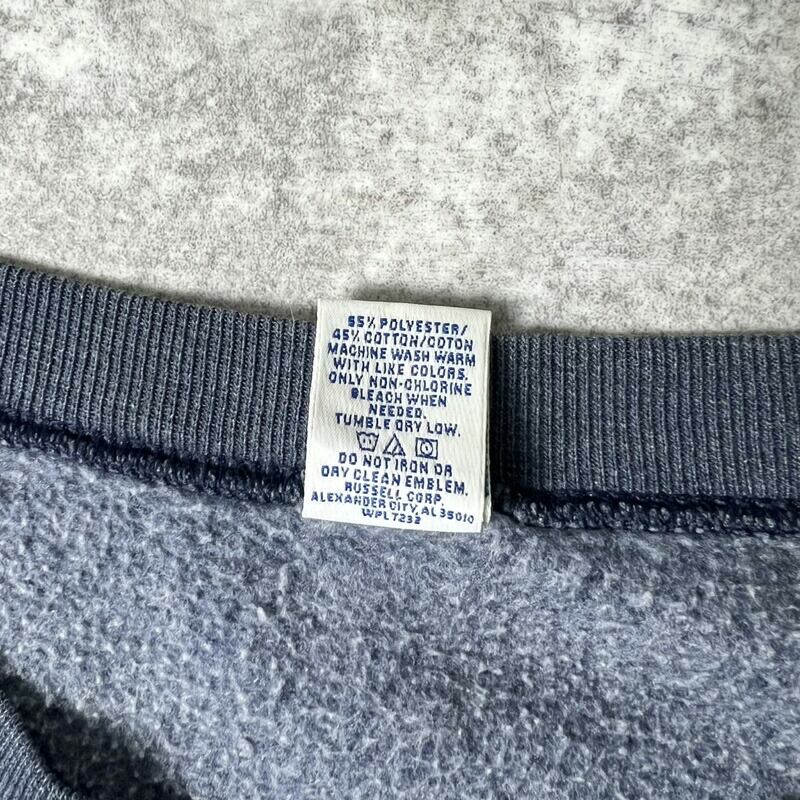 55% POLYESTER/
45% COTTON/COTON
MACHINE WASH WARM
WITH LIKE COLORS.
ONLY NON-CHLORINE
BLEACH WHEN
NEEDED.
TUMBLE DRY LOW.
DO NOT IRON OR
DRY CLEAN EMBLEM.
RUSSELL CORP.
ALEXANDER CITY, AL 35010
WPL 7232